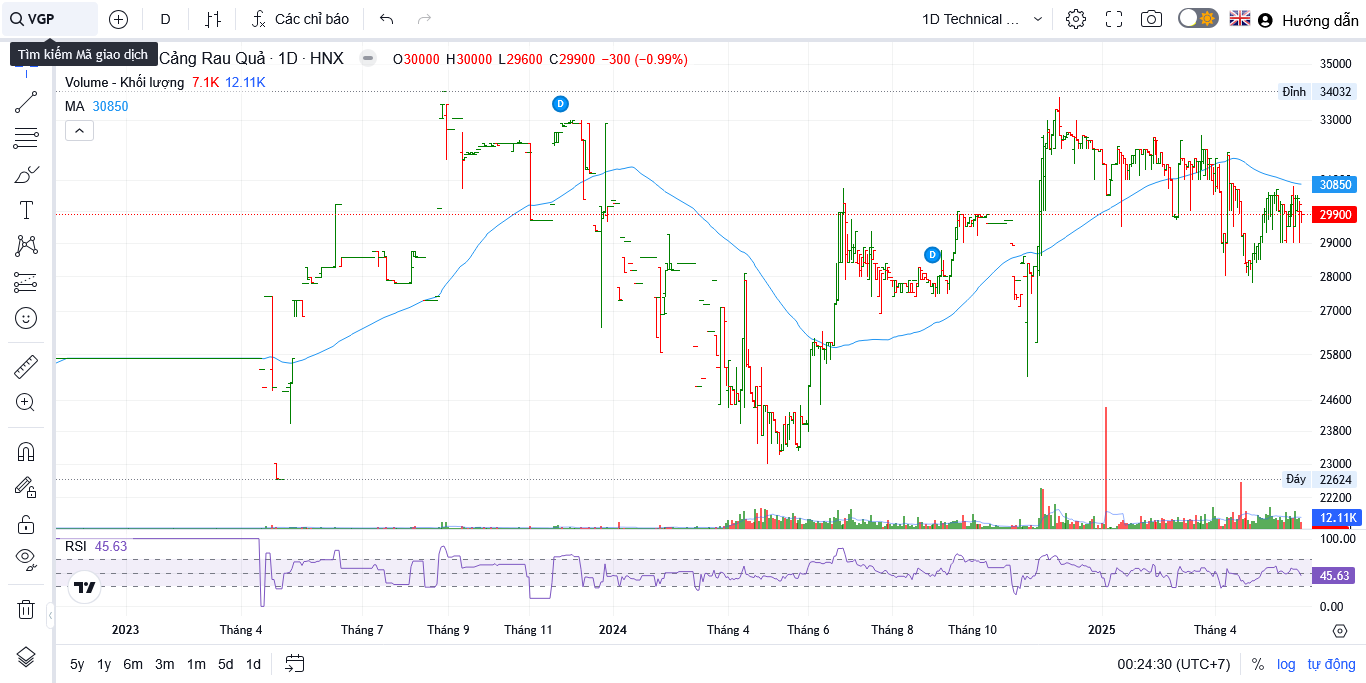 VGP
D
Các chỉ báo
1D Technical ...
Hướng dẫn
Tìm kiếm Mã giao dịch
Cảng Rau Quả · 1D · HNX
O30000 H30000 L29600 C29900 −300 (−0.99%)
Volume - Khối lượng 7.1K 12.11K
MA 30850
D
D
35000
Đỉnh 34032
33000
30850
29900
29000
28000
27000
25800
24600
23800
23000
Đáy 22624
22200
12.11K
RSI 45.63
100.00
45.63
0.00
2023 Tháng 4 Tháng 7 Tháng 9 Tháng 11 2024 Tháng 4 Tháng 6 Tháng 8 Tháng 10 2025 Tháng 4
5y 1y 6m 3m 1m 5d 1d
00:24:30 (UTC+7) % log tự động